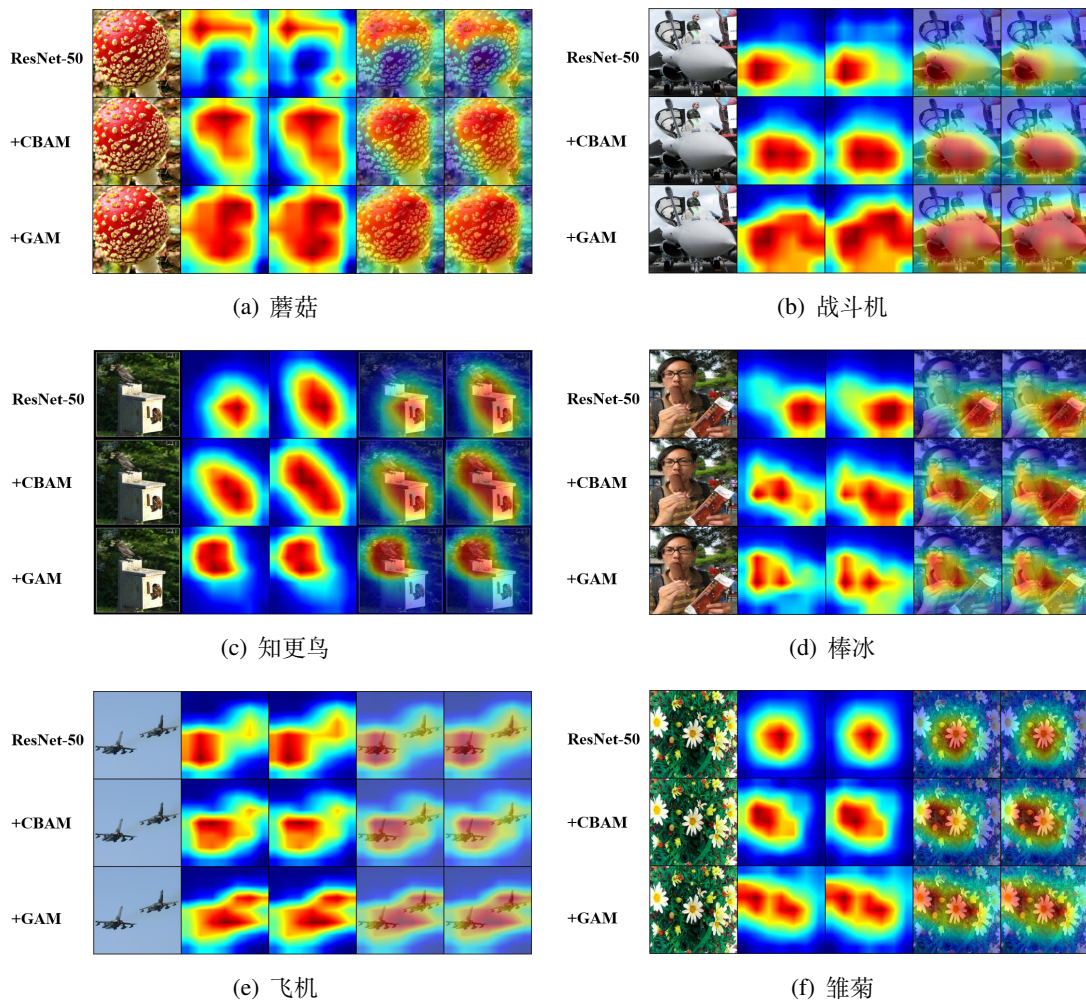 ResNet-50
+CBAM
+GAM
(a) 蘑菇
ResNet-50
+CBAM
+GAM
(b) 战斗机
ResNet-50
+CBAM
+GAM
(c) 知更鸟
ResNet-50
+CBAM
+GAM
(d) 棒冰
ResNet-50
+CBAM
+GAM
(e) 飞机
ResNet-50
+CBAM
+GAM
(f) 雏菊